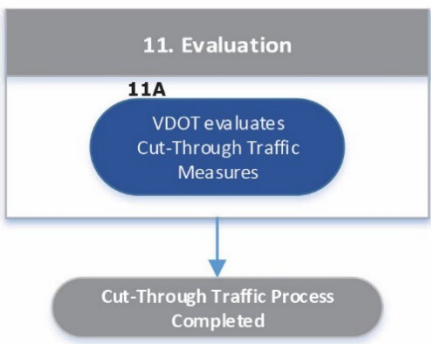 11. Evaluation
11A
VDOT evaluates
Cut-Through Traffic
Measures
Cut-Through Traffic Process
Completed